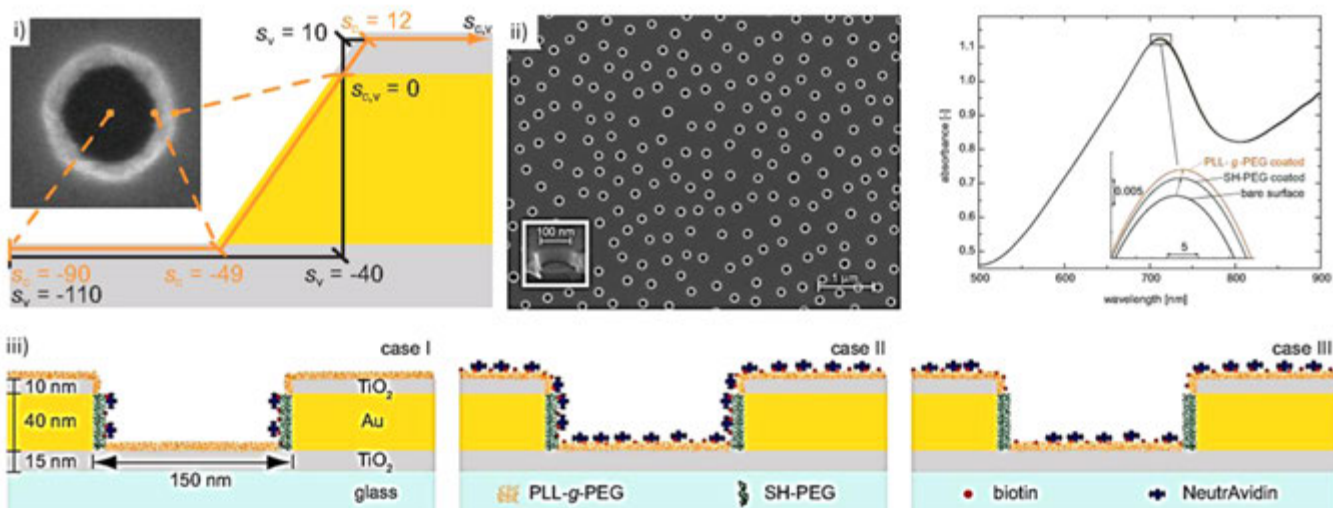 i)
s_c = 12
s_c,v
s_v = 10
s_c,v = 0
s_c = -90
s_c = -49
s_v = -40
s_v = -110
ii)
100 nm
1 µm
absorbance [-]
1.1
1.0
0.9
0.8
0.7
0.6
0.5
PLL-g-PEG coated
SH-PEG coated
bare surface
0.005
5
500
600
700
800
900
wavelength [nm]
iii)
case I
case II
case III
10 nm
TiO₂
40 nm
Au
15 nm
TiO₂
150 nm
glass
PLL-g-PEG
SH-PEG
biotin
NeutrAvidin